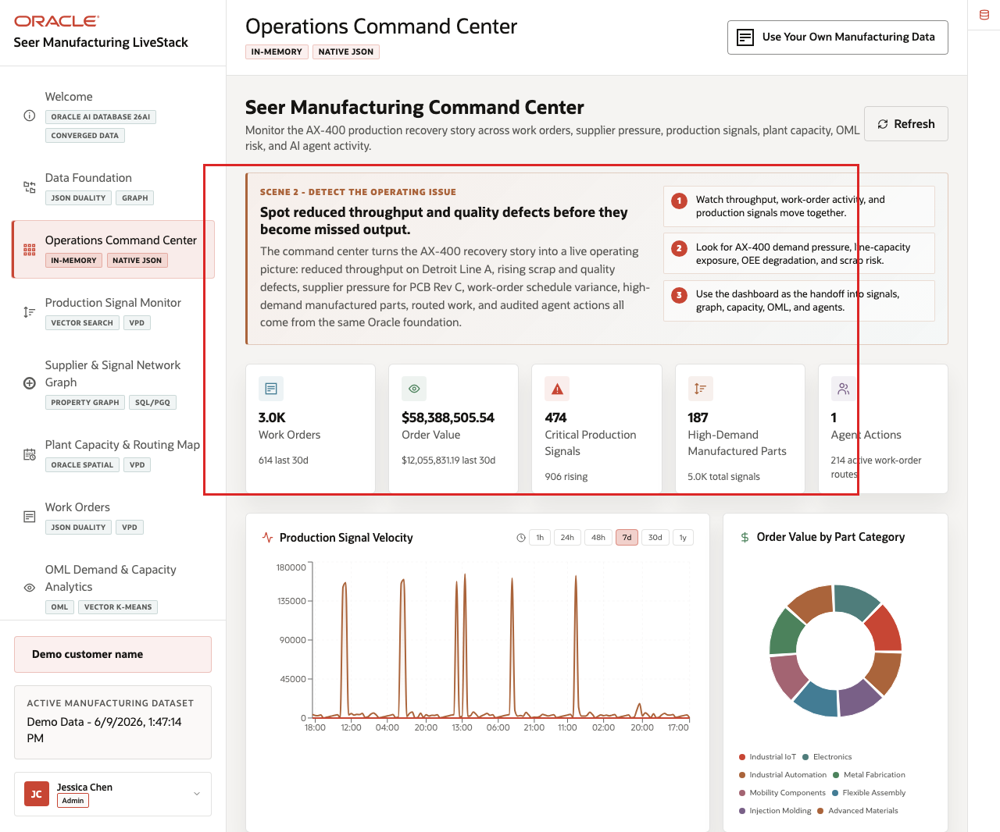 ORACLE
Seer Manufacturing LiveStack
Welcome
ORACLE AI DATABASE 26AI
CONVERGED DATA
Data Foundation
JSON DUALITY GRAPH
Operations Command Center
IN-MEMORY NATIVE JSON
Production Signal Monitor
VECTOR SEARCH VPD
Supplier & Signal Network
Graph
PROPERTY GRAPH SQL/PGQ
Plant Capacity & Routing Map
ORACLE SPATIAL VPD
Work Orders
JSON DUALITY VPD
OML Demand & Capacity
Analytics
OML VECTOR K-MEANS
Demo customer name
ACTIVE MANUFACTURING DATASET
Demo Data - 6/9/2026, 1:47:14
PM
JC
Jessica Chen
Admin
Operations Command Center
IN-MEMORY NATIVE JSON
Use Your Own Manufacturing Data
Seer Manufacturing Command Center
Monitor the AX-400 production recovery story across work orders, supplier pressure, production signals, plant capacity, OML
risk, and AI agent activity.
Refresh
SCENE 2 - DETECT THE OPERATING ISSUE
Spot reduced throughput and quality defects before they
become missed output.
The command center turns the AX-400 recovery story into a live operating
picture: reduced throughput on Detroit Line A, rising scrap and quality
defects, supplier pressure for PCB Rev C, work-order schedule variance, high-
demand manufactured parts, routed work, and audited agent actions all
come from the same Oracle foundation.
1
Watch throughput, work-order activity, and
production signals move together.
2
Look for AX-400 demand pressure, line-capacity
exposure, OEE degradation, and scrap risk.
3
Use the dashboard as the handoff into signals,
graph, capacity, OML, and agents.
3.0K
Work Orders
614 last 30d
$58,388,505.54
Order Value
$12,055,831.19 last 30d
474
Critical Production
Signals
906 rising
187
High-Demand
Manufactured Parts
5.0K total signals
1
Agent Actions
214 active work-order
routes
Production Signal Velocity
1h 24h 48h 7d 30d 1y
180000
135000
90000
45000
0
18:00 12:00 04:00 20:00 13:00 06:00 21:00 11:00 02:00 20:00 17:00
Order Value by Part Category
Industrial IoT Electronics
Industrial Automation Metal Fabrication
Mobility Components Flexible Assembly
Injection Molding Advanced Materials